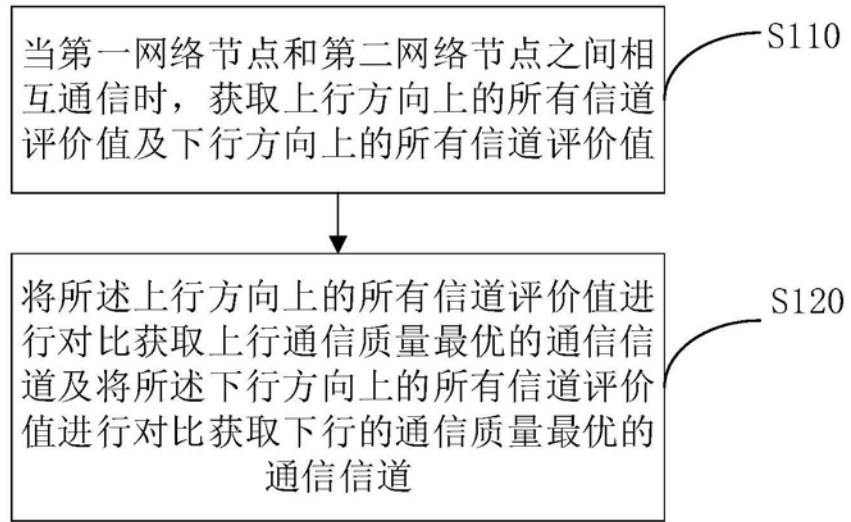 当第一网络节点和第二网络节点之间相
互通信时，获取上行方向上的所有信道
评价值及下行方向上的所有信道评价值
S110
将所述上行方向上的所有信道评价值进
行对比获取上行通信质量最优的通信信
道及将所述下行方向上的所有信道评价
值进行对比获取下行的通信质量最优的
通信信道
S120